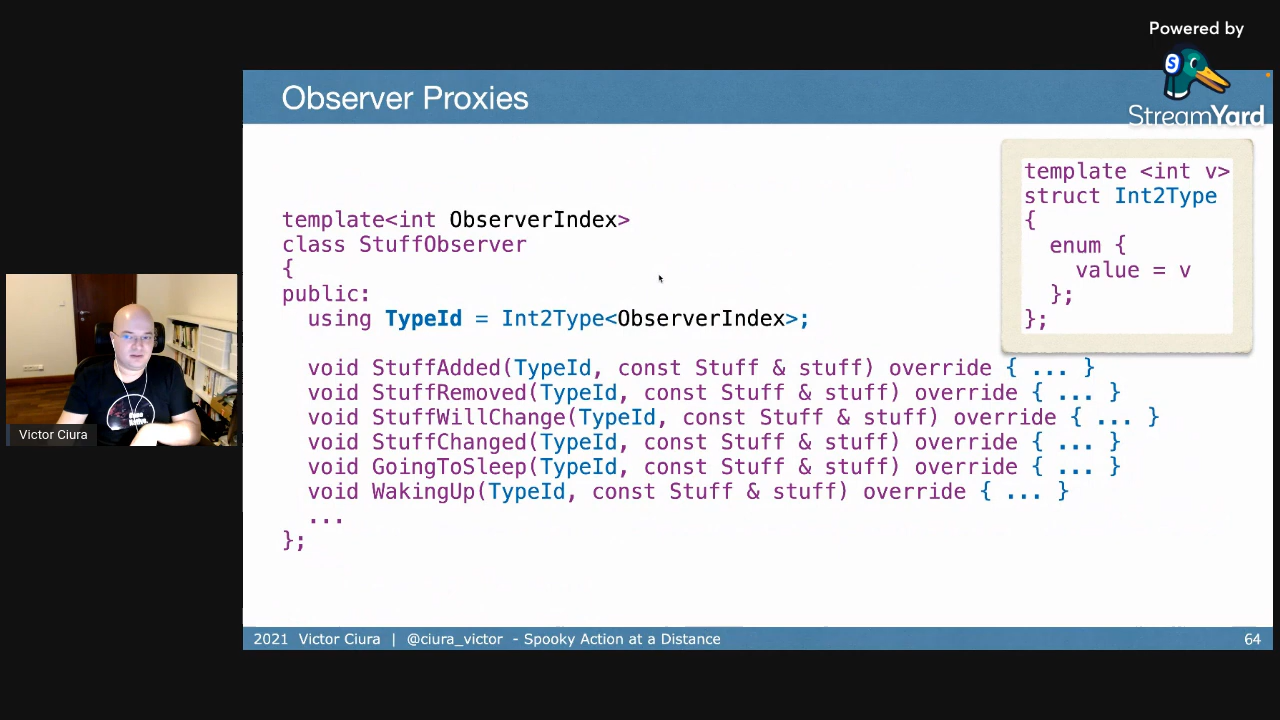 Powered by
StreamYard
Observer Proxies
template <int v>
struct Int2Type
{
enum {
value = v
};
};
template<int ObserverIndex>
class StuffObserver
{
public:
using TypeId = Int2Type<ObserverIndex>;
void StuffAdded(TypeId, const Stuff & stuff) override { ... }
void StuffRemoved(TypeId, const Stuff & stuff) override { ... }
void StuffWillChange(TypeId, const Stuff & stuff) override { ... }
void StuffChanged(TypeId, const Stuff & stuff) override { ... }
void GoingToSleep(TypeId, const Stuff & stuff) override { ... }
void WakingUp(TypeId, const Stuff & stuff) override { ... }
...
};
Victor Ciura
2021 Victor Ciura | @ciura_victor - Spooky Action at a Distance
64